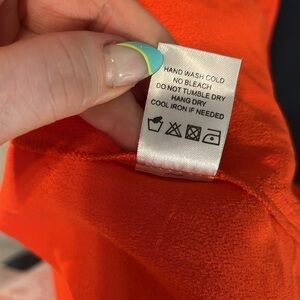 HAND WASH COLD
NO BLEACH
DO NOT TUMBLE DRY
HANG DRY
COOL IRON IF NEEDED